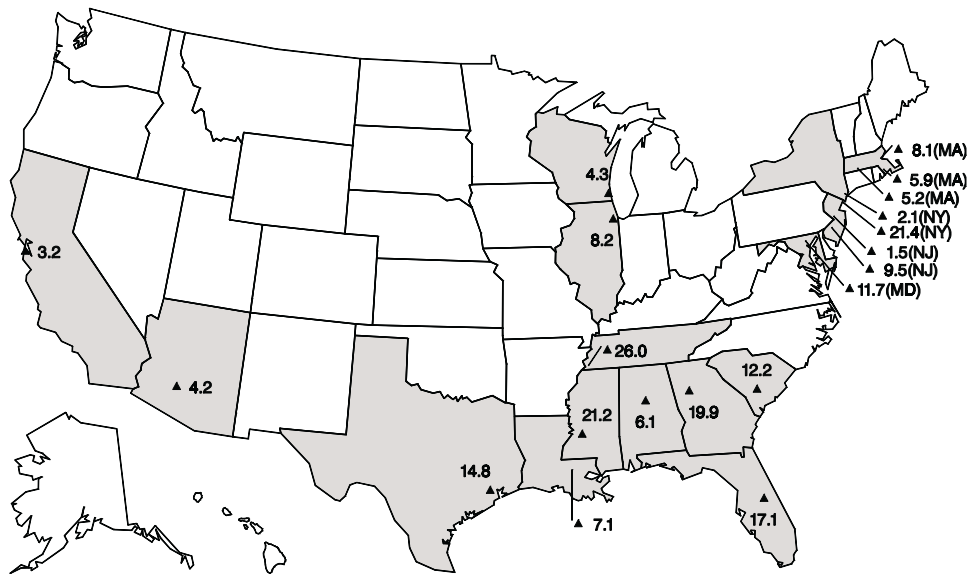 8.1(MA)
4.3
5.9(MA)
5.2(MA)
2.1(NY)
21.4(NY)
8.2
3.2
1.5(NJ)
9.5(NJ)
11.7(MD)
26.0
12.2
4.2
21.2
6.1
19.9
14.8
17.1
7.1